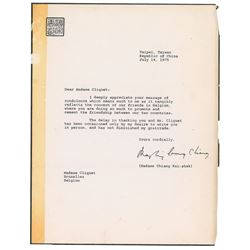 Taipei, Taiwan
Republic of China
July 14, 1975
Dear Madame Clignet:
I deeply appreciate your message of
condolence which means much to me as it tangibly
reflects the concern of our friends in Belgium,
where you are doing so much to promote and
cement the friendship between our two countries.
The delay in thanking you and Mr. Clignet
has been occasioned only by my desire to write you
in person, and has not diminished my gratitude.
Yours cordially,
(Madame Chiang Kai-shek)
Madame Clignet
Bruxelles
Belgium